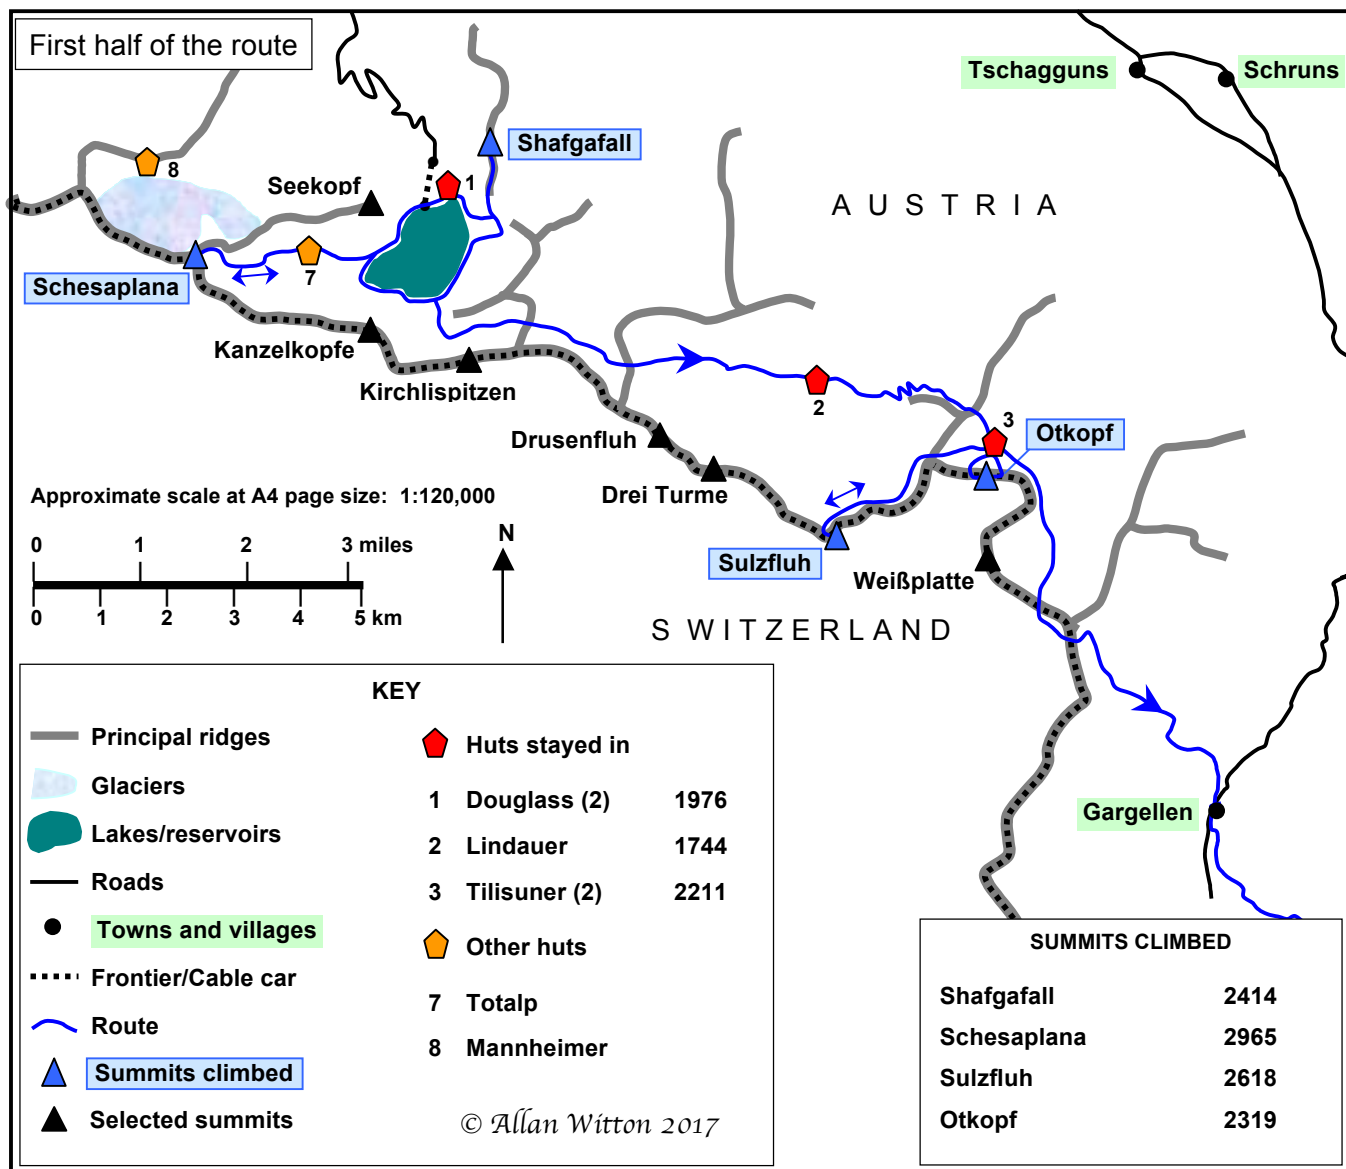 First half of the route
Tschagguns
Schruns
Shafgafall
8
1
Seekopf
AUSTRIA
7
Schesaplana
Kanzelkopfe
Kirchlispitzen
2
3
Otkopf
Drusenfluh
Drei Turme
Approximate scale at A4 page size: 1:120,000
N
0 1 2 3 miles
0 1 2 3 4 5 km
Sulzfluh
Weißplatte
SWITZERLAND
Gargellen
KEY
Principal ridges
Glaciers
Lakes/reservoirs
Roads
Towns and villages
Frontier/Cable car
Route
Summits climbed
Selected summits
Huts stayed in
1 Douglass (2) 1976
2 Lindauer 1744
3 Tilisuner (2) 2211
Other huts
7 Totalp
8 Mannheimer
© Allan Witton 2017
SUMMITS CLIMBED
Shafgafall 2414
Schesaplana 2965
Sulzfluh 2618
Otkopf 2319